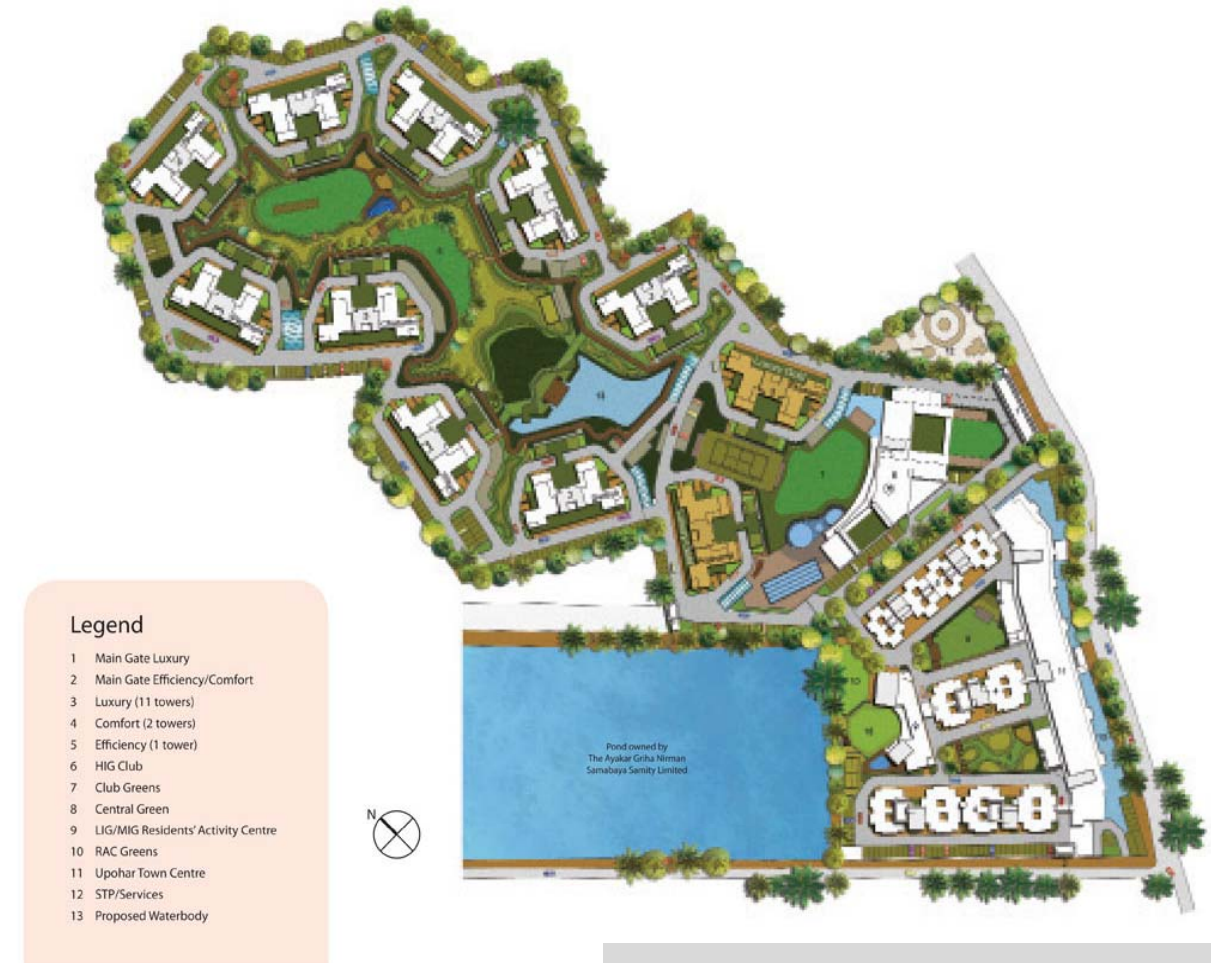 Legend
1 Main Gate Luxury
2 Main Gate Efficiency/Comfort
3 Luxury (11 towers)
4 Comfort (2 towers)
5 Efficiency (1 tower)
6 HIG Club
7 Club Greens
8 Central Green
9 LIG/MIG Residents' Activity Centre
10 RAC Greens
11 Upohar Town Centre
12 STP/Services
13 Proposed Waterbody
N
Pond owned by
The Ayakar Griha Nirman
Samabaya Samity Limited